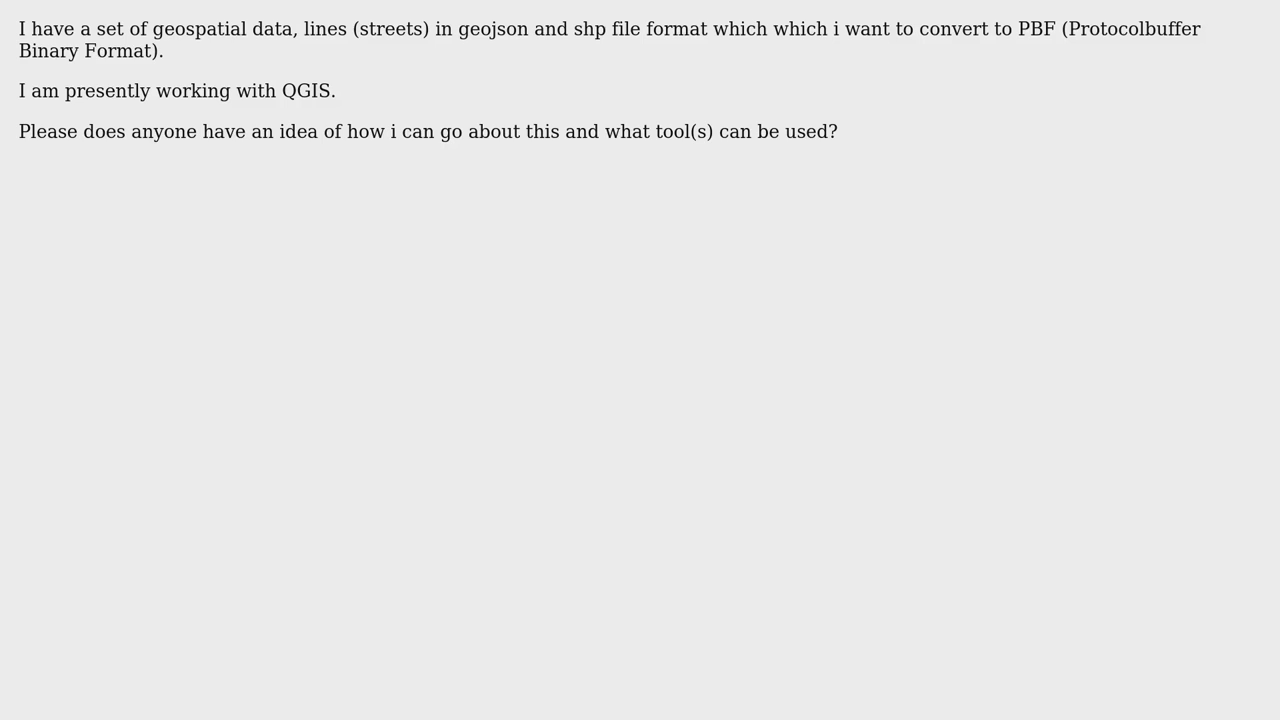 I have a set of geospatial data, lines (streets) in geojson and shp file format which which i want to convert to PBF (Protocolbuffer
Binary Format).
I am presently working with QGIS.
Please does anyone have an idea of how i can go about this and what tool(s) can be used?